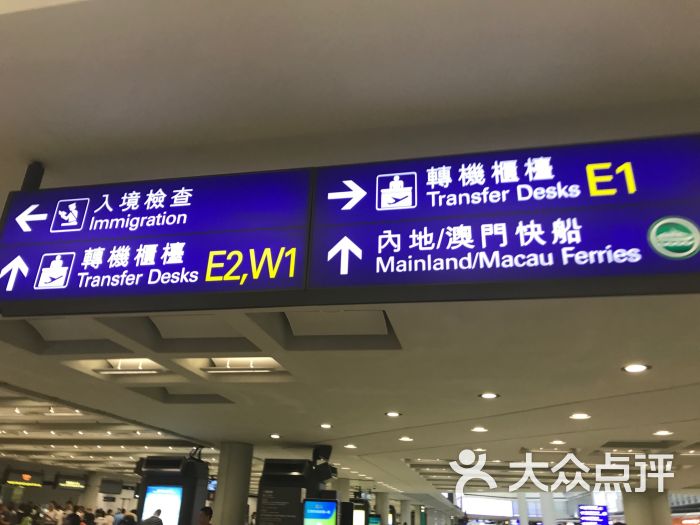 入境檢查
Immigration
轉機櫃檯
Transfer Desks E2,W1
轉機櫃檯
Transfer Desks E1
內地/澳門快船
Mainland/Macau Ferries
大众点评